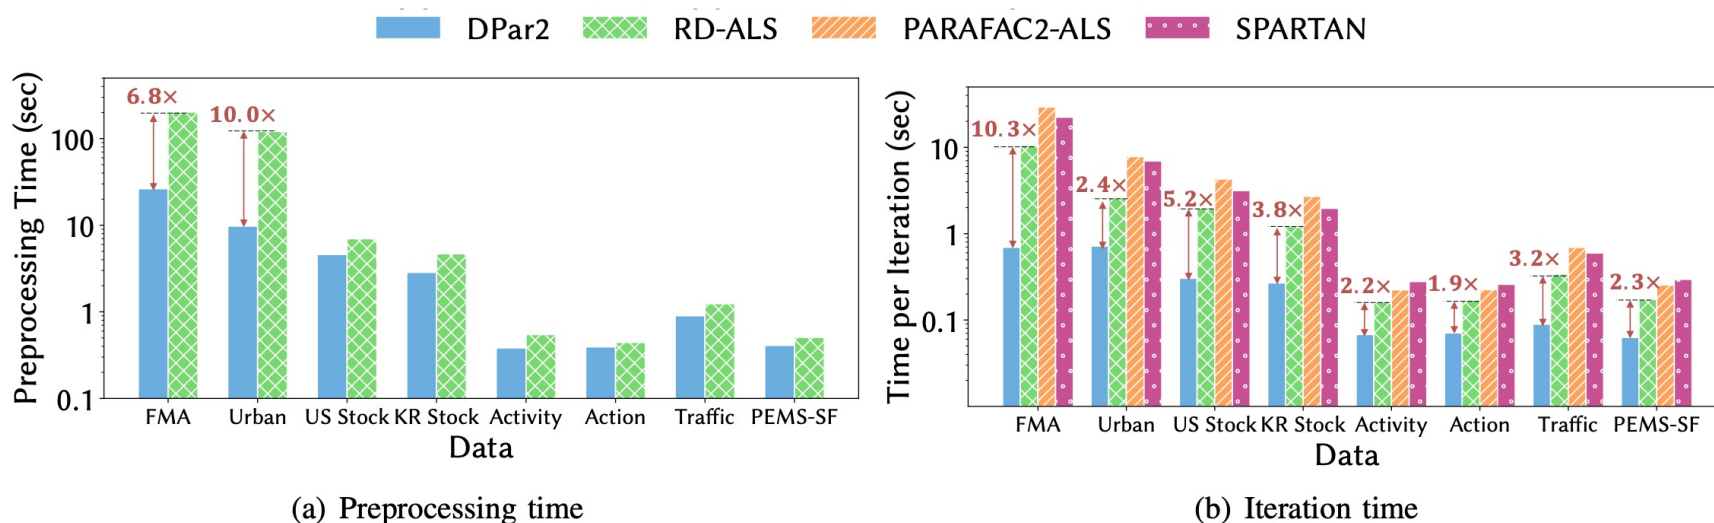 DPar2 RD-ALS PARAFAC2-ALS SPARTAN
Preprocessing Time (sec)
100
10
1
0.1
6.8×
10.0×
FMA Urban US Stock KR Stock Activity Action Traffic PEMS-SF
Data
(a) Preprocessing time
Time per Iteration (sec)
10
1
0.1
10.3×
2.4×
5.2×
3.8×
2.2×
1.9×
3.2×
2.3×
FMA Urban US Stock KR Stock Activity Action Traffic PEMS-SF
Data
(b) Iteration time